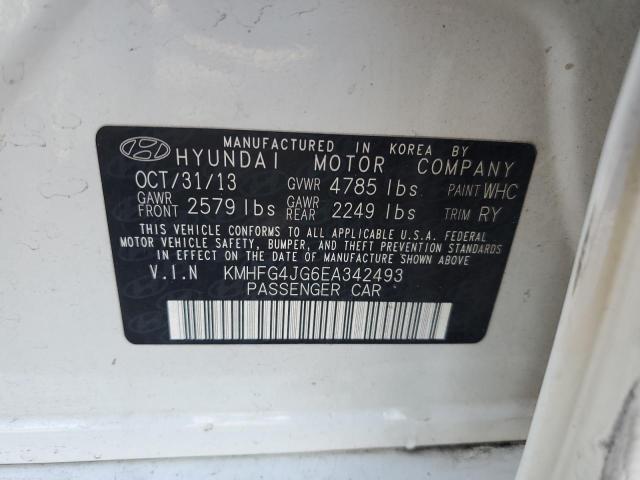 MANUFACTURED IN KOREA BY
HYUNDAI MOTOR COMPANY
OCT/31/13 GVWR 4785 lbs. PAINT WHC
GAWR FRONT 2579 lbs GAWR REAR 2249 lbs TRIM RY
THIS VEHICLE CONFORMS TO ALL APPLICABLE U.S.A. FEDERAL
MOTOR VEHICLE SAFETY, BUMPER, AND THEFT PREVENTION STANDARDS
IN EFFECT ON THE DATE OF MANUFACTURE SHOWN ABOVE.
V.I.N KMHFG4JG6EA342493
PASSENGER CAR